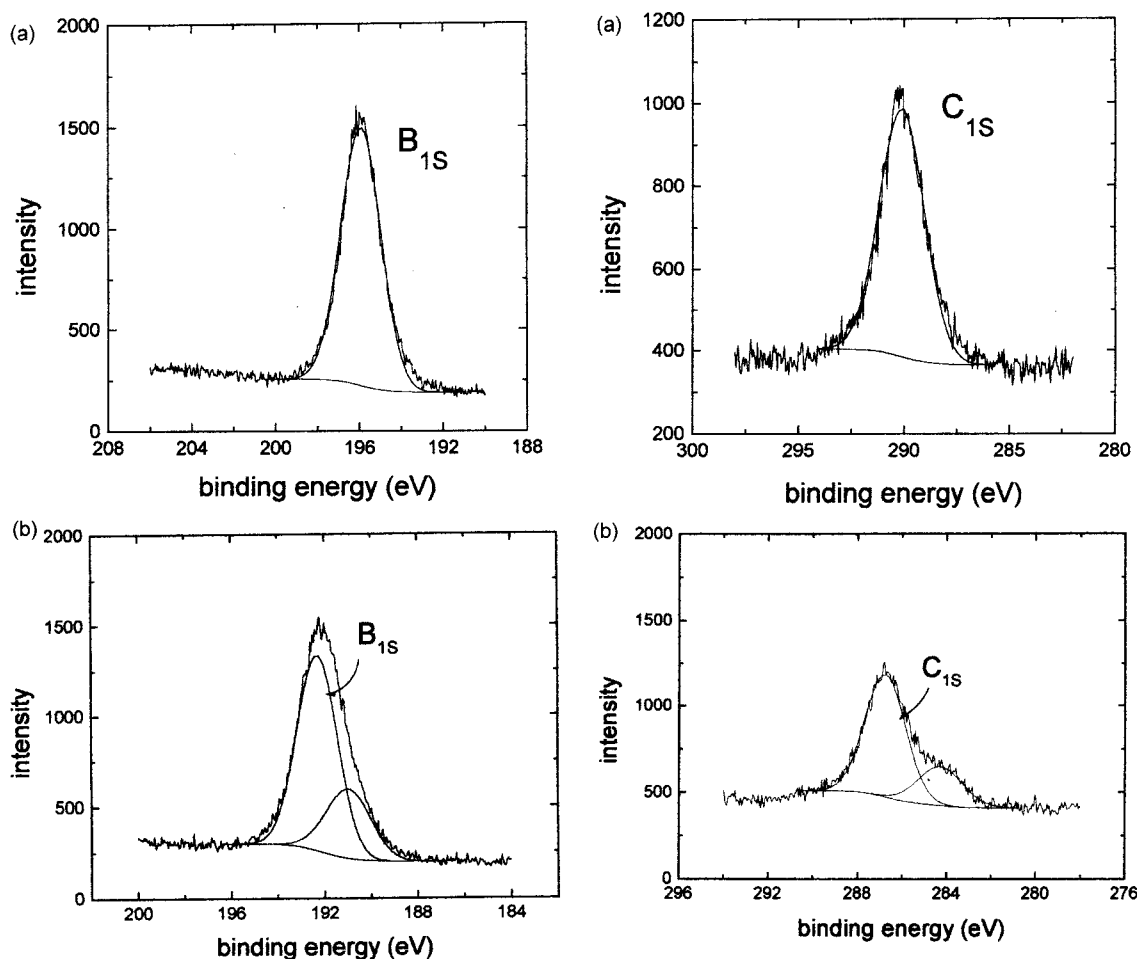 (a)
2000
1500
1000
500
0
intensity
B1S
208 204 200 196 192 188
binding energy (eV)
(a)
1200
1000
800
600
400
200
intensity
C1S
300 295 290 285 280
binding energy (eV)
(b)
2000
1500
1000
500
0
intensity
B1S
200 196 192 188 184
binding energy (eV)
(b)
2000
1500
1000
500
0
intensity
C1S
296 292 288 284 280 276
binding energy (eV)